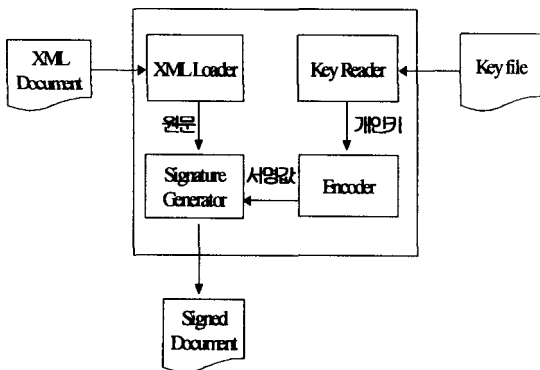 XML
Document
XML Loader
Key Reader
Key file
원문
개인키
Signature
Generator
서명값
Encoder
Signed
Document